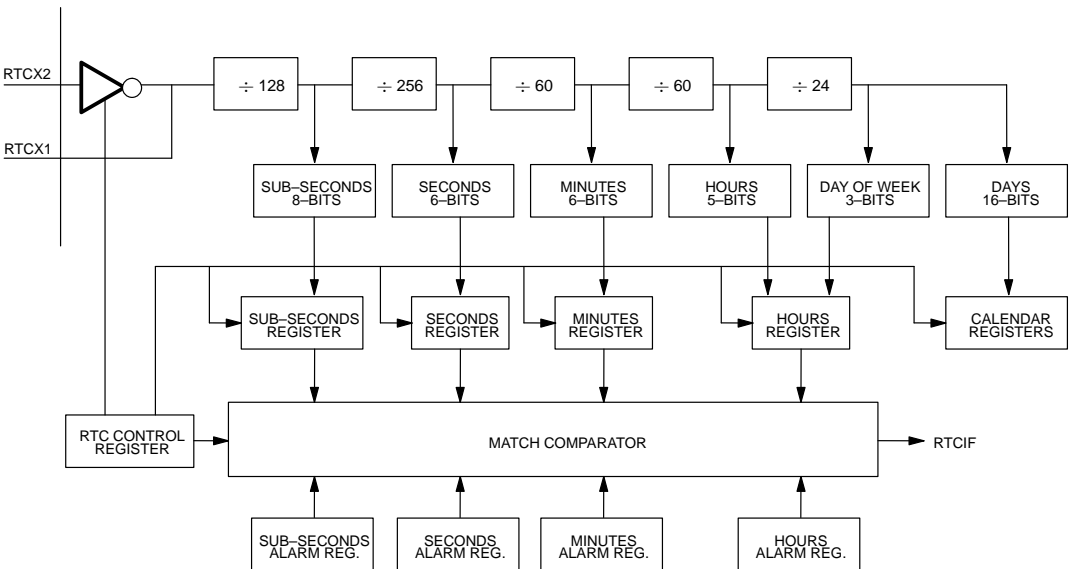 RTCX2
÷ 128
÷ 256
÷ 60
÷ 60
÷ 24
RTCX1
SUB–SECONDS
8–BITS
SECONDS
6–BITS
MINUTES
6–BITS
HOURS
5–BITS
DAY OF WEEK
3–BITS
DAYS
16–BITS
SUB–SECONDS
REGISTER
SECONDS
REGISTER
MINUTES
REGISTER
HOURS
REGISTER
CALENDAR
REGISTERS
RTC CONTROL
REGISTER
MATCH COMPARATOR
RTCIF
SUB–SECONDS
ALARM REG.
SECONDS
ALARM REG.
MINUTES
ALARM REG.
HOURS
ALARM REG.